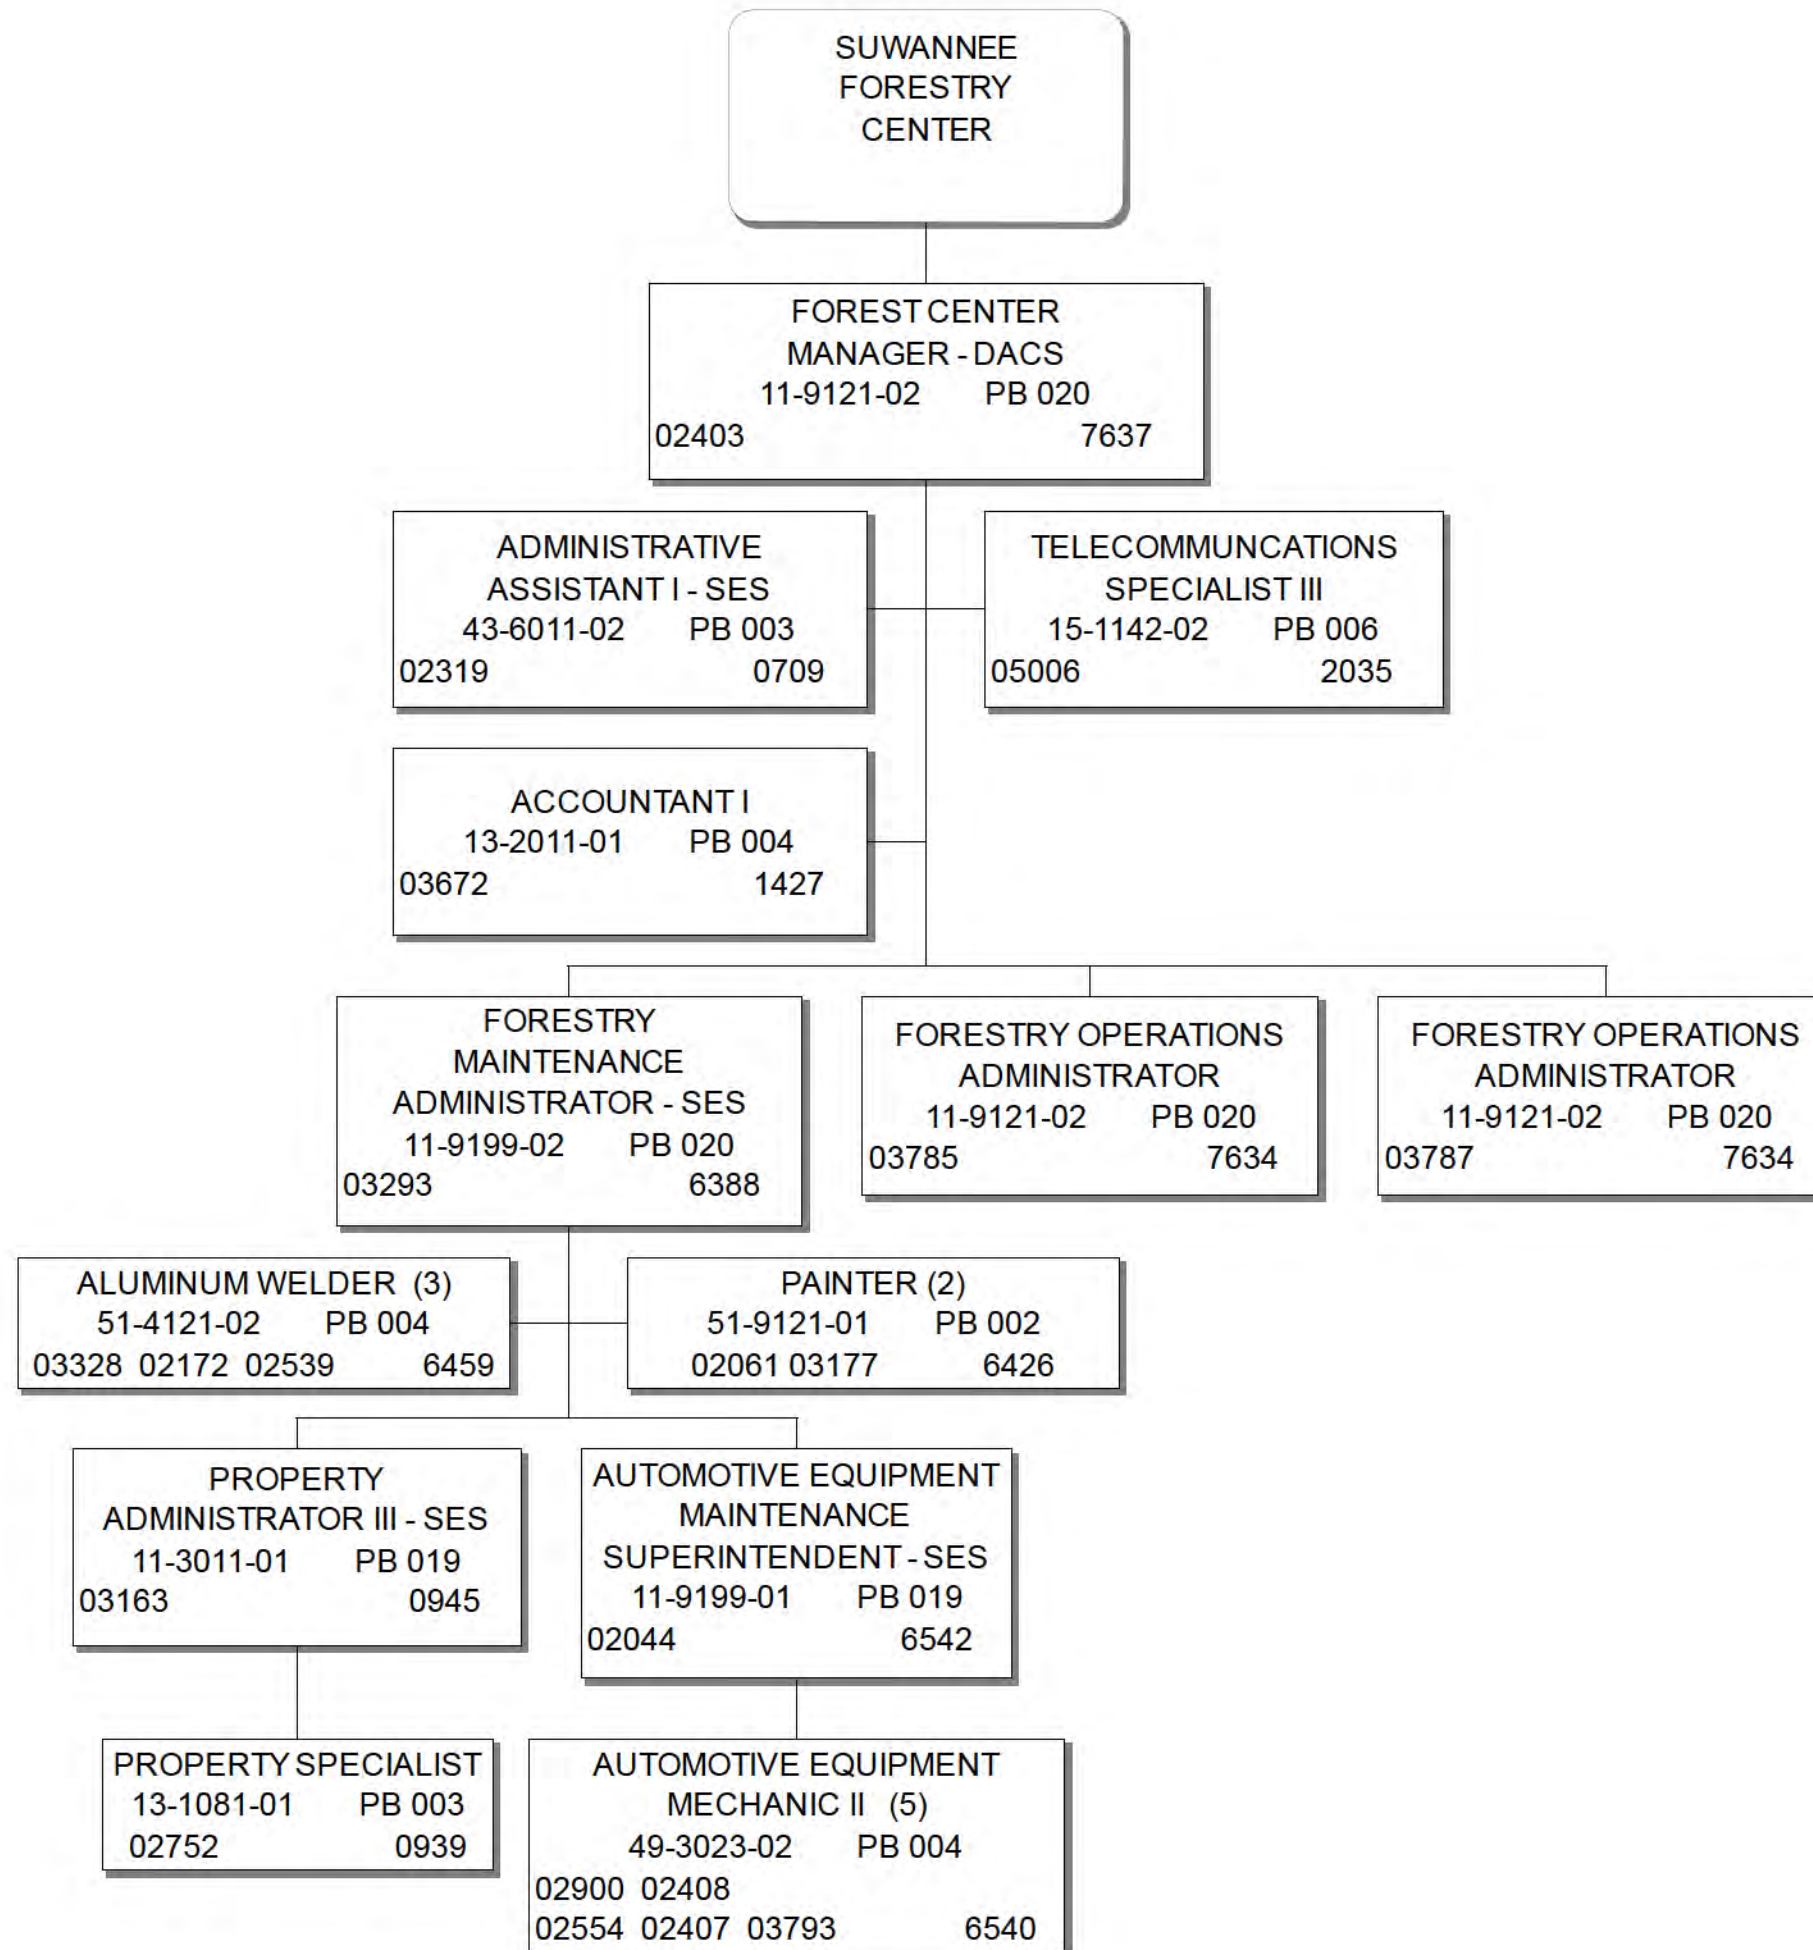 SUWANNEE
FORESTRY
CENTER
FOREST CENTER
MANAGER - DACS
11-9121-02 PB 020
02403 7637
ADMINISTRATIVE
ASSISTANT I - SES
43-6011-02 PB 003
02319 0709
TELECOMMUNCATIONS
SPECIALIST III
15-1142-02 PB 006
05006 2035
ACCOUNTANT I
13-2011-01 PB 004
03672 1427
FORESTRY
MAINTENANCE
ADMINISTRATOR - SES
11-9199-02 PB 020
03293 6388
FORESTRY OPERATIONS
ADMINISTRATOR
11-9121-02 PB 020
03785 7634
FORESTRY OPERATIONS
ADMINISTRATOR
11-9121-02 PB 020
03787 7634
ALUMINUM WELDER (3)
51-4121-02 PB 004
03328 02172 02539 6459
PAINTER (2)
51-9121-01 PB 002
02061 03177 6426
PROPERTY
ADMINISTRATOR III - SES
11-3011-01 PB 019
03163 0945
AUTOMOTIVE EQUIPMENT
MAINTENANCE
SUPERINTENDENT - SES
11-9199-01 PB 019
02044 6542
PROPERTY SPECIALIST
13-1081-01 PB 003
02752 0939
AUTOMOTIVE EQUIPMENT
MECHANIC II (5)
49-3023-02 PB 004
02900 02408
02554 02407 03793 6540